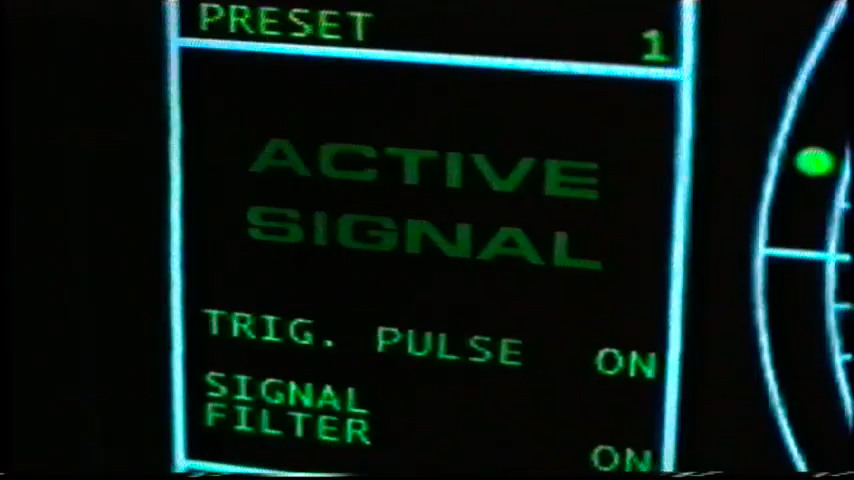 PRESET 1
ACTIVE
SIGNAL
TRIG. PULSE ON
SIGNAL
FILTER
ON